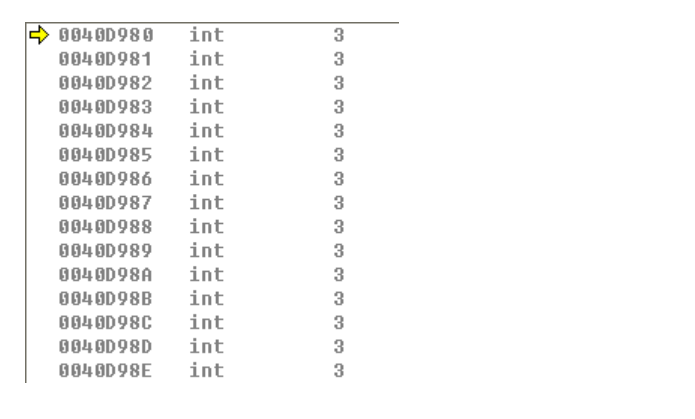 0040D980 int 3
0040D981 int 3
0040D982 int 3
0040D983 int 3
0040D984 int 3
0040D985 int 3
0040D986 int 3
0040D987 int 3
0040D988 int 3
0040D989 int 3
0040D98A int 3
0040D98B int 3
0040D98C int 3
0040D98D int 3
0040D98E int 3